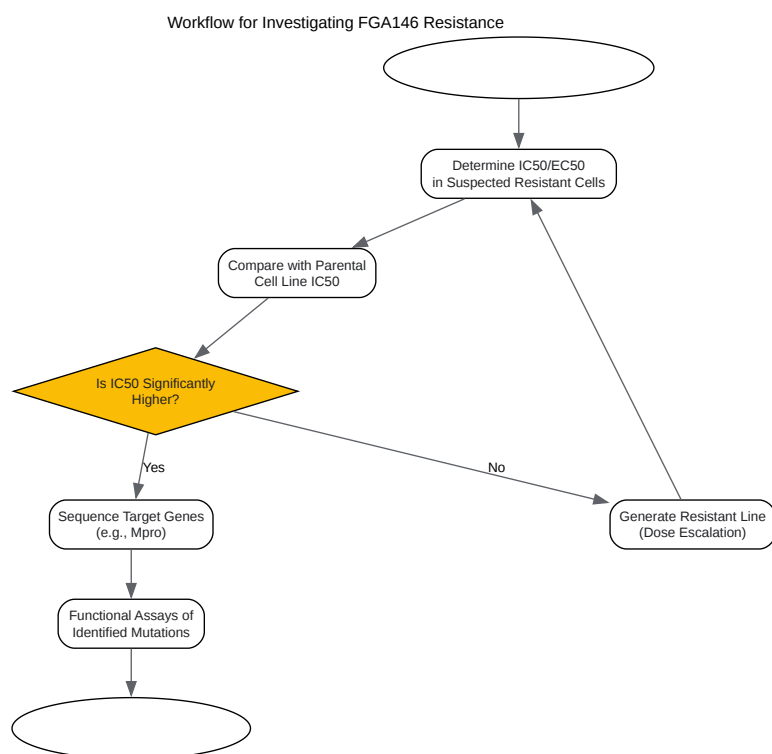 Workflow for Investigating FGA146 Resistance
Determine IC50/EC50
in Suspected Resistant Cells
Compare with Parental
Cell Line IC50
Is IC50 Significantly
Higher?
Yes
No
Sequence Target Genes
(e.g., Mpro)
Generate Resistant Line
(Dose Escalation)
Functional Assays of
Identified Mutations